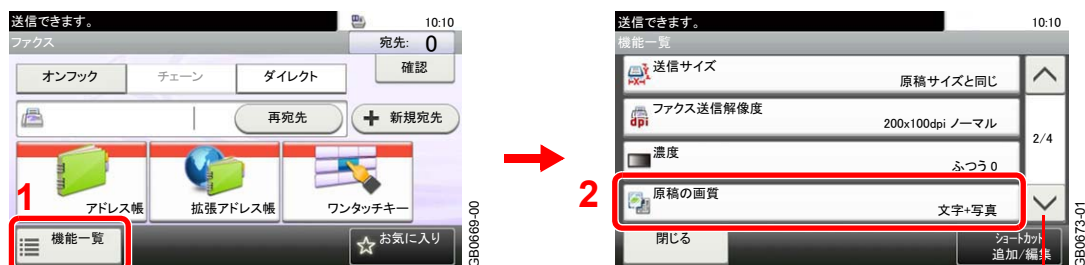 送信できます。
10:10
ファクス
宛先: 0
オンフック
チェーン
ダイレクト
確認
再宛先
+ 新規宛先
1
アドレス帳
拡張アドレス帳
ワンタッチキー
機能一覧
お気に入り
GB0669-00
送信できます。
10:10
機能一覧
送信サイズ
原稿サイズと同じ
dpi
ファクス送信解像度
200x100dpi ノーマル
2/4
濃度
ふつう 0
2
原稿の画質
文字+写真
閉じる
ショートカット
追加/編集
GB0673-01